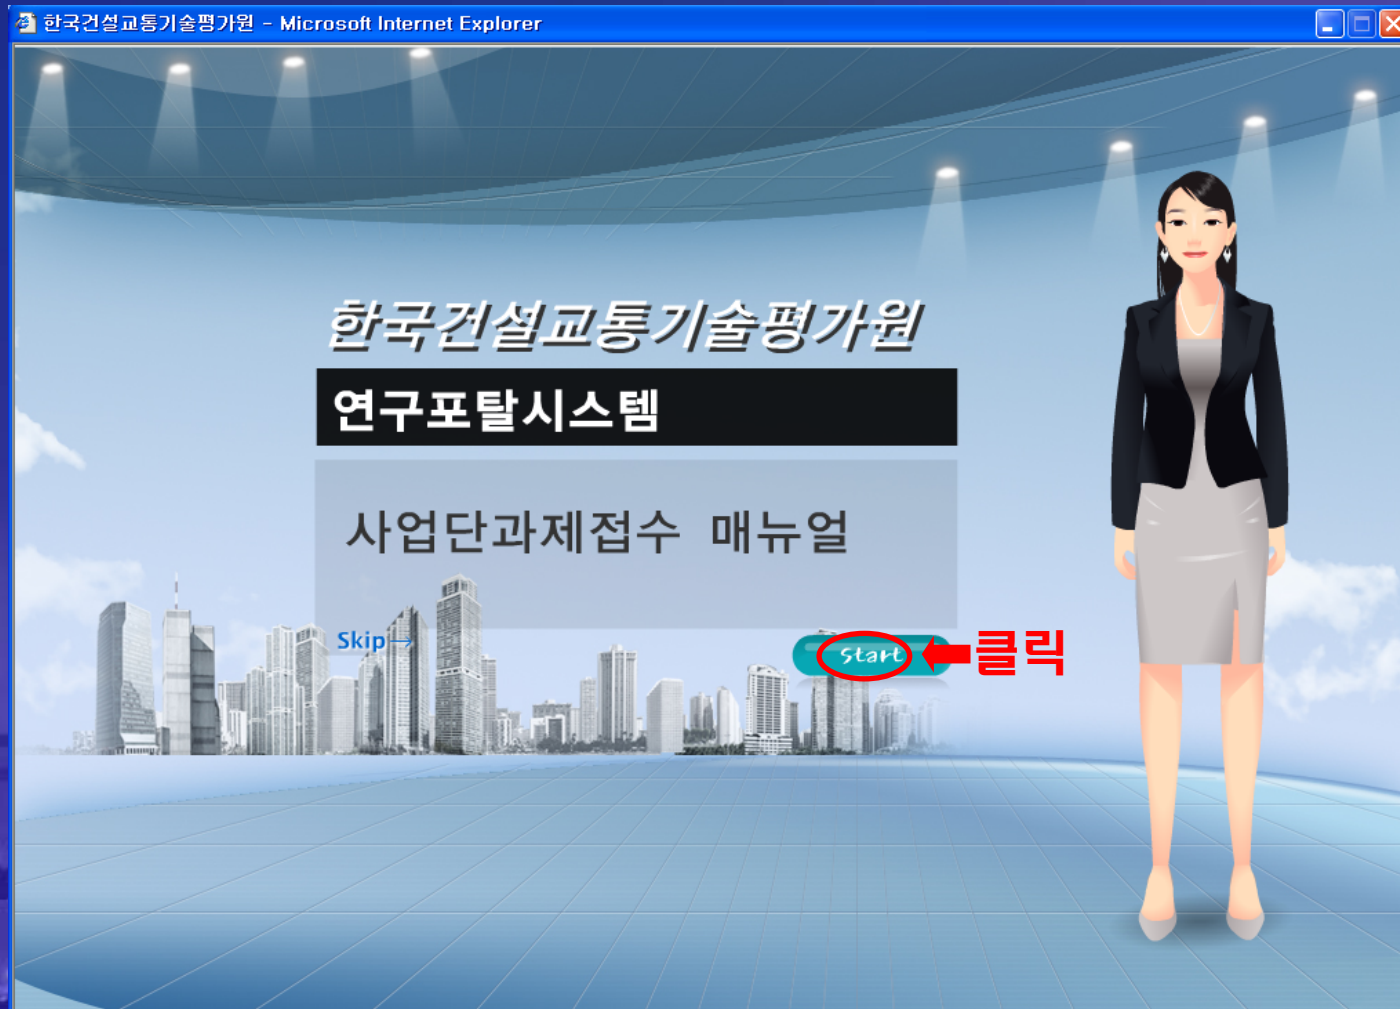 한국건설교통기술평가원 - Microsoft Internet Explorer
한국건설교통기술평가원
연구포탈시스템
사업단과제접수 매뉴얼
Skip→
Start
클릭